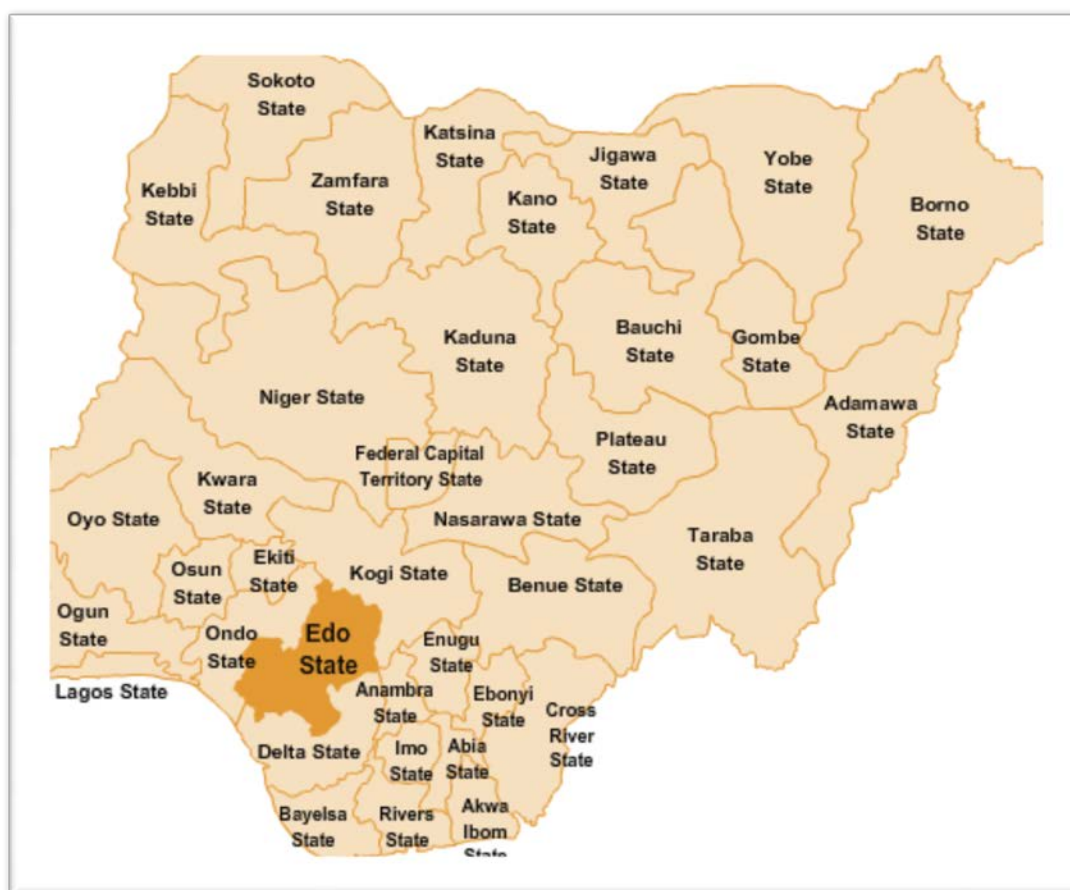 Sokoto
State
Katsina
State
Jigawa
State
Yobe
State
Kebbi
State
Zamfara
State
Kano
State
Borno
State
Kaduna
State
Bauchi
State
Gombe
State
Niger State
Adamawa
State
Federal Capital
Territory State
Plateau
State
Kwara
State
Oyo State
Nasarawa State
Taraba
State
Osun
State
Ekiti
State
Kogi State
Benue State
Ogun
State
Ondo
State
Edo
State
Enugu
State
Lagos State
Anambra
State
Ebonyi
State
Cross
River
State
Delta State
Imo
State
Abia
State
Bayelsa
State
Rivers
State
Akwa
Ibom
State